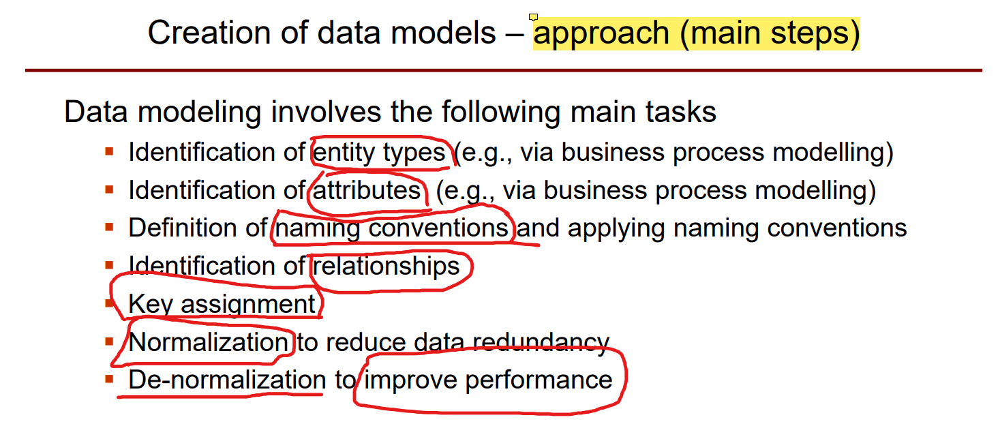 Creation of data models – approach (main steps)
Data modeling involves the following main tasks
▪ Identification of entity types (e.g., via business process modelling)
▪ Identification of attributes (e.g., via business process modelling)
▪ Definition of naming conventions and applying naming conventions
▪ Identification of relationships
▪ Key assignment
▪ Normalization to reduce data redundancy
▪ De-normalization to improve performance